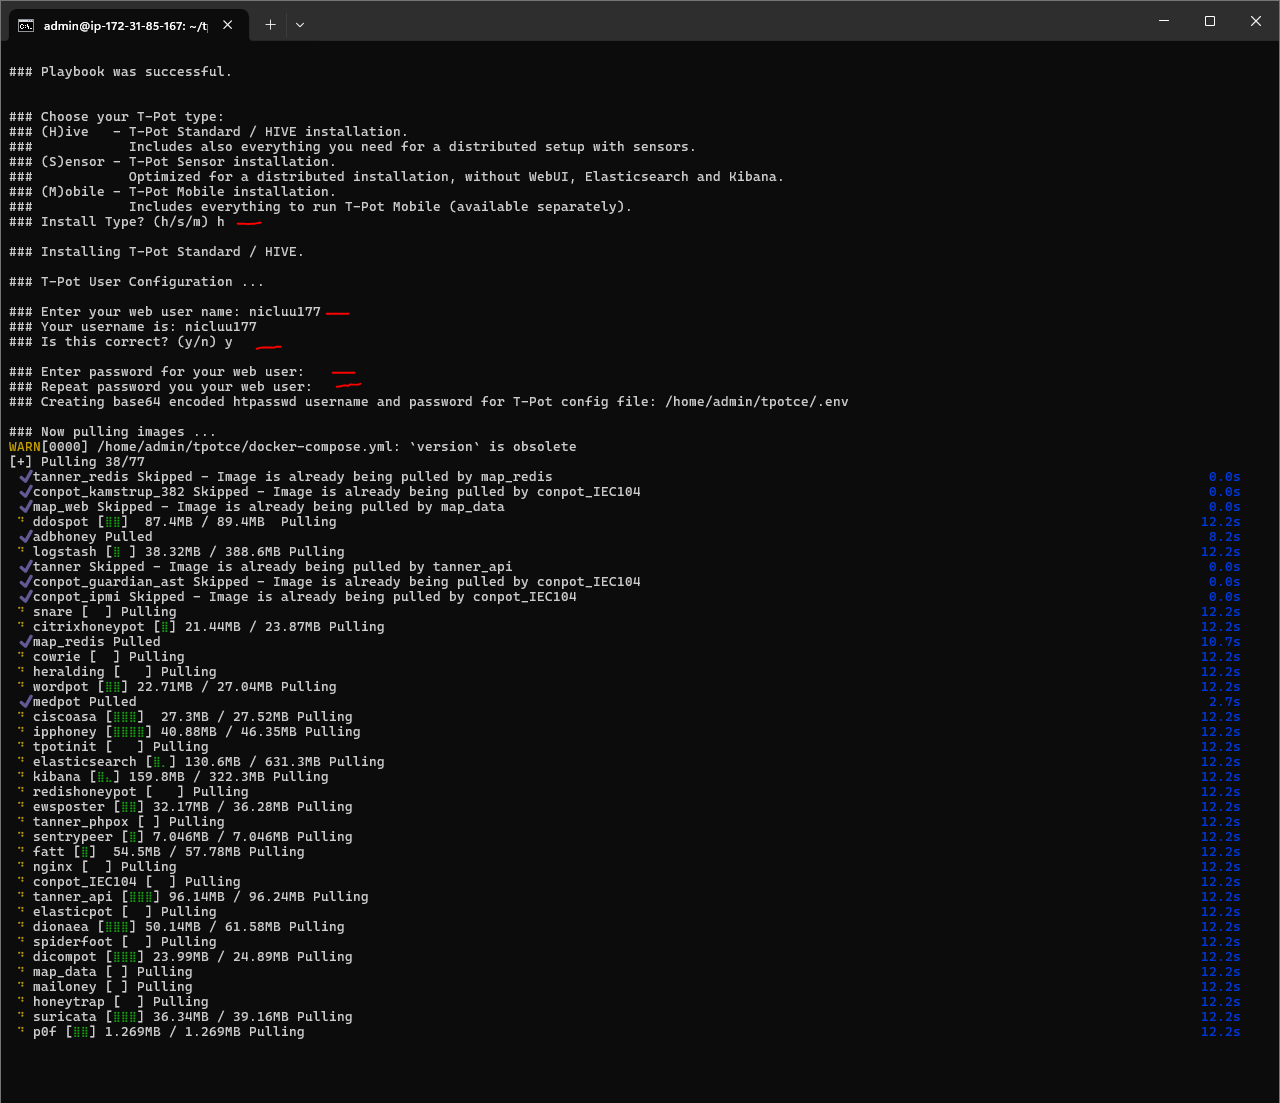 admin@ip-172-31-85-167: ~/t
### Playbook was successful.
### Choose your T-Pot type:
### (H)ive   - T-Pot Standard / HIVE installation.
###            Includes also everything you need for a distributed setup with sensors.
### (S)ensor - T-Pot Sensor installation.
###            Optimized for a distributed installation, without WebUI, Elasticsearch and Kibana.
### (M)obile - T-Pot Mobile installation.
###            Includes everything to run T-Pot Mobile (available separately).
### Install Type? (h/s/m) h
### Installing T-Pot Standard / HIVE.
### T-Pot User Configuration ...
### Enter your web user name: nicluu177
### Your username is: nicluu177
### Is this correct? (y/n) y
### Enter password for your web user:
### Repeat password you your web user:
### Creating base64 encoded htpasswd username and password for T-Pot config file: /home/admin/tpotce/.env
### Now pulling images ...
WARN[0000] /home/admin/tpotce/docker-compose.yml: `version` is obsolete
[+] Pulling 38/77
✔tanner_redis Skipped - Image is already being pulled by map_redis 0.0s
✔conpot_kamstrup_382 Skipped - Image is already being pulled by conpot_IEC104 0.0s
✔map_web Skipped - Image is already being pulled by map_data 0.0s
⠙ ddospot [⣿⣿]  87.4MB / 89.4MB  Pulling 12.2s
✔adbhoney Pulled 8.2s
⠙ logstash [⣿ ] 38.32MB / 388.6MB Pulling 12.2s
✔tanner Skipped - Image is already being pulled by tanner_api 0.0s
✔conpot_guardian_ast Skipped - Image is already being pulled by conpot_IEC104 0.0s
✔conpot_ipmi Skipped - Image is already being pulled by conpot_IEC104 0.0s
⠙ snare [  ] Pulling 12.2s
⠙ citrixhoneypot [⣿] 21.44MB / 23.87MB Pulling 12.2s
✔map_redis Pulled 10.7s
⠙ cowrie [  ] Pulling 12.2s
⠙ heralding [   ] Pulling 12.2s
⠙ wordpot [⣿⣿] 22.71MB / 27.04MB Pulling 12.2s
✔medpot Pulled 2.7s
⠙ ciscoasa [⣿⣿⣿]  27.3MB / 27.52MB Pulling 12.2s
⠙ ipphoney [⣿⣿⣿⣿] 40.88MB / 46.35MB Pulling 12.2s
⠙ tpotinit [   ] Pulling 12.2s
⠙ elasticsearch [⣿⡀] 130.6MB / 631.3MB Pulling 12.2s
⠙ kibana [⣿⣄] 159.8MB / 322.3MB Pulling 12.2s
⠙ redishoneypot [   ] Pulling 12.2s
⠙ ewsposter [⣿⣿] 32.17MB / 36.28MB Pulling 12.2s
⠙ tanner_phpox [ ] Pulling 12.2s
⠙ sentrypeer [⣿] 7.046MB / 7.046MB Pulling 12.2s
⠙ fatt [⣿]  54.5MB / 57.78MB Pulling 12.2s
⠙ nginx [  ] Pulling 12.2s
⠙ conpot_IEC104 [  ] Pulling 12.2s
⠙ tanner_api [⣿⣿⣿] 96.14MB / 96.24MB Pulling 12.2s
⠙ elasticpot [  ] Pulling 12.2s
⠙ dionaea [⣿⣿⣿] 50.14MB / 61.58MB Pulling 12.2s
⠙ spiderfoot [  ] Pulling 12.2s
⠙ dicompot [⣿⣿⣿] 23.99MB / 24.89MB Pulling 12.2s
⠙ map_data [ ] Pulling 12.2s
⠙ mailoney [ ] Pulling 12.2s
⠙ honeytrap [  ] Pulling 12.2s
⠙ suricata [⣿⣿⣿] 36.34MB / 39.16MB Pulling 12.2s
⠙ p0f [⣿⣿] 1.269MB / 1.269MB Pulling 12.2s